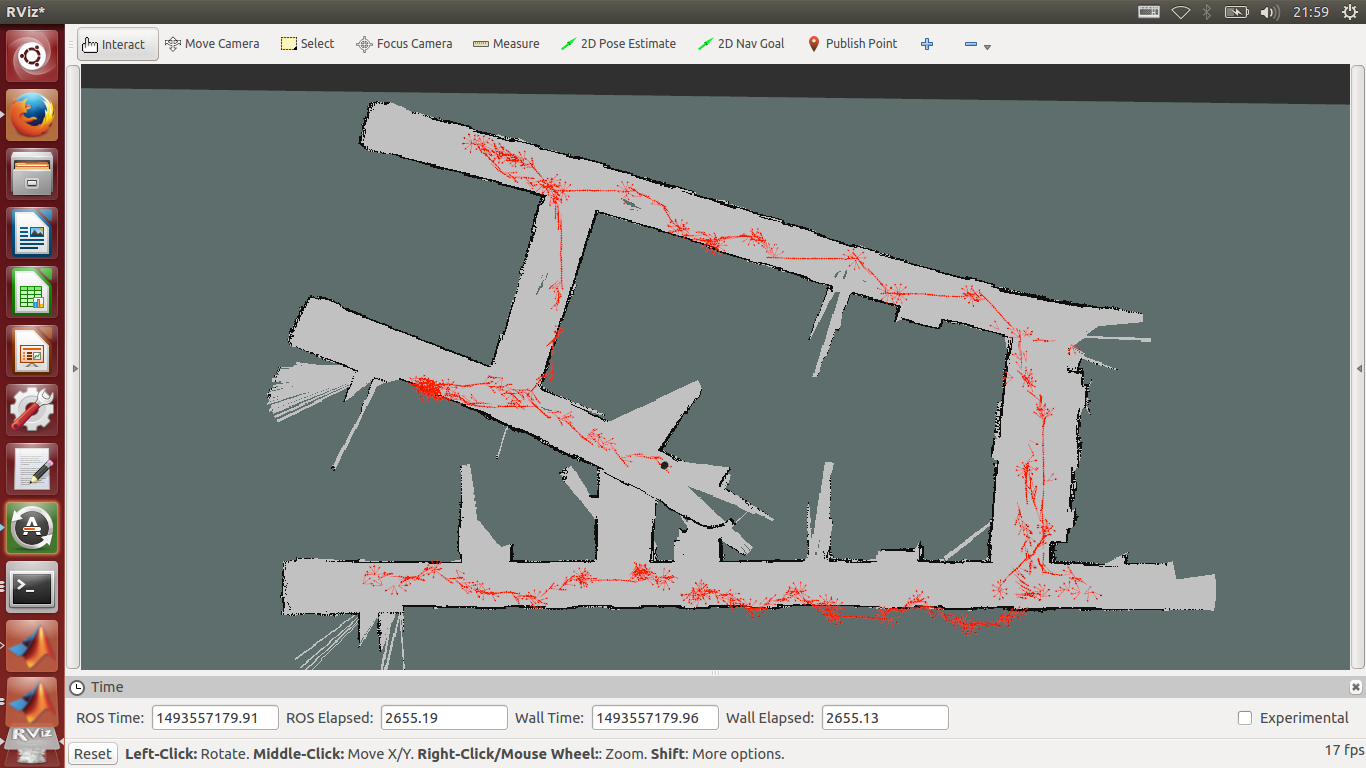 RViz*
21:59
Interact Move Camera Select Focus Camera Measure 2D Pose Estimate 2D Nav Goal Publish Point
Time
ROS Time: 1493557179.91 ROS Elapsed: 2655.19 Wall Time: 1493557179.96 Wall Elapsed: 2655.13 Experimental
RViz
Reset Left-Click: Rotate. Middle-Click: Move X/Y. Right-Click/Mouse Wheel:: Zoom. Shift: More options. 17 fps